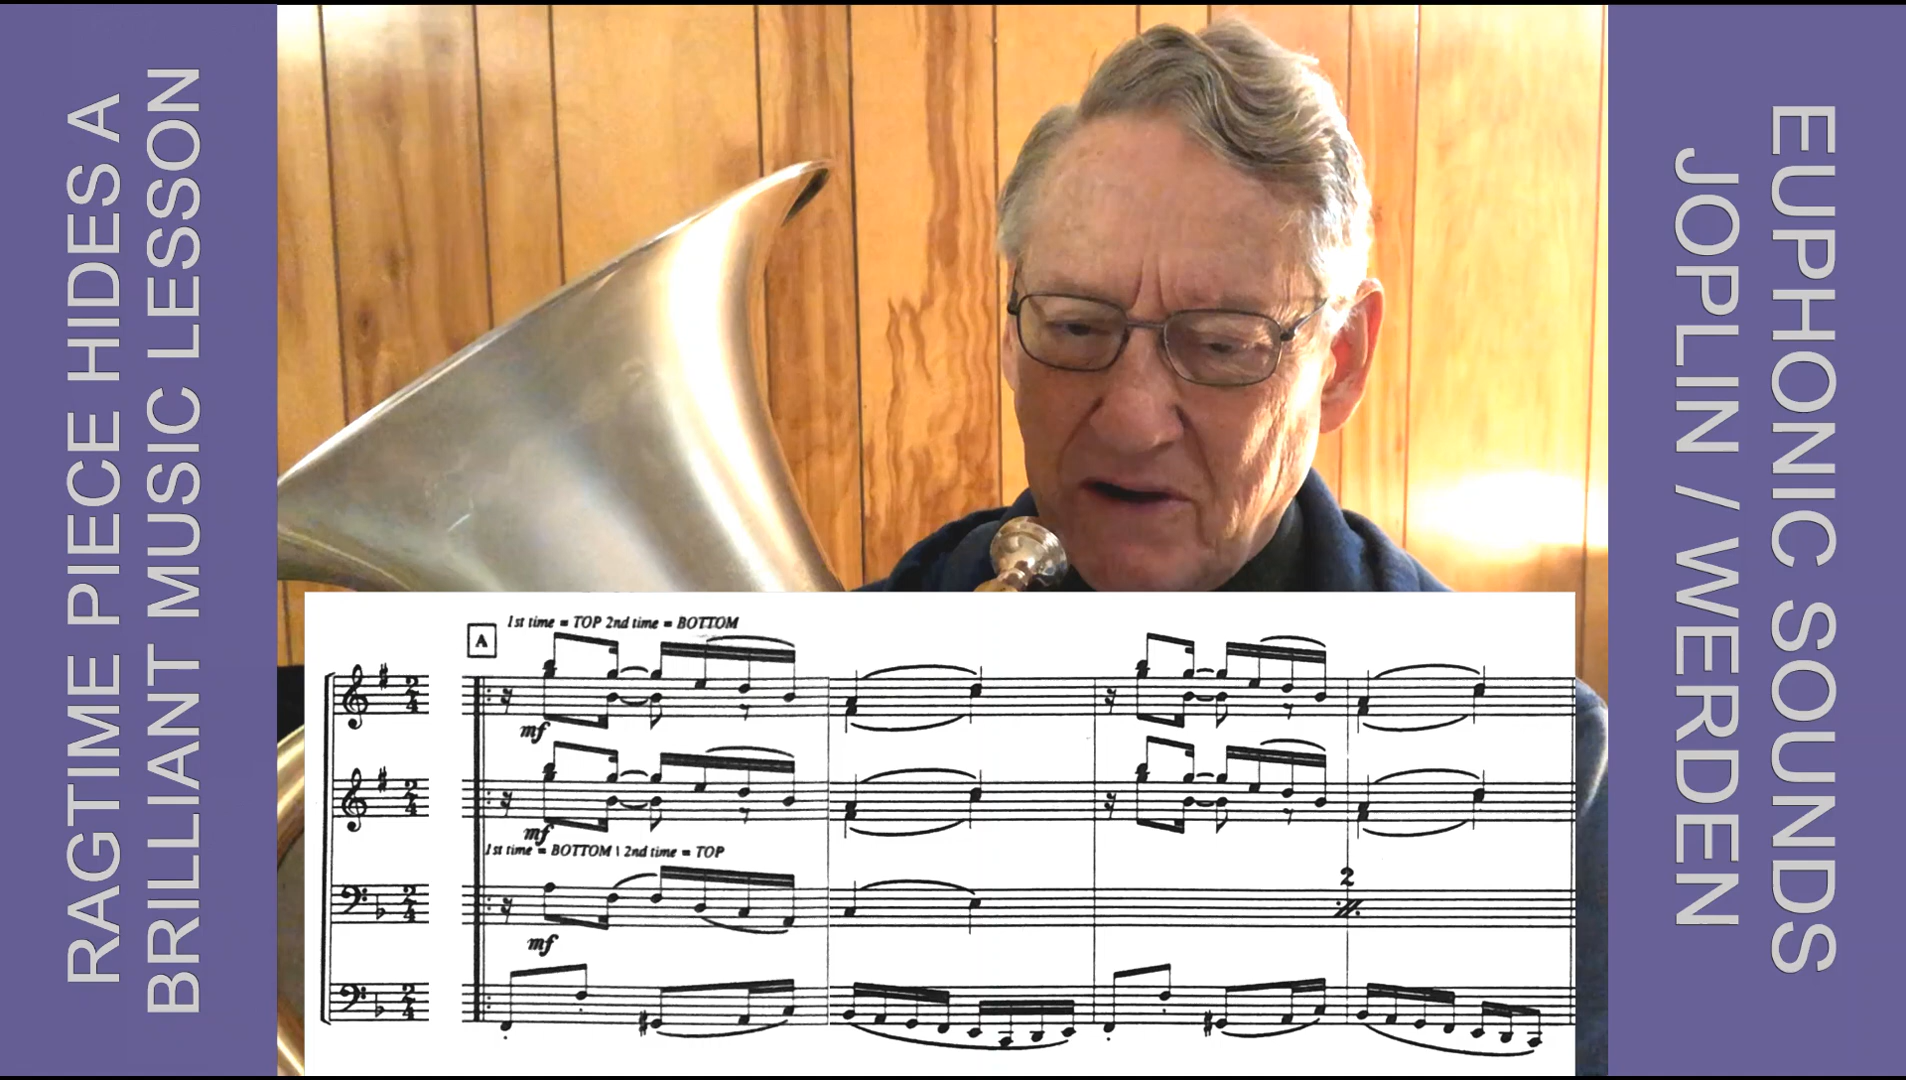 RAGTIME PIECE HIDES A
BRILLIANT MUSIC LESSON
EUPHONIC SOUNDS
JOPLIN / WERDEN
A
1st time = TOP 2nd time = BOTTOM
mf
mf
1st time = BOTTOM \ 2nd time = TOP
2
mf